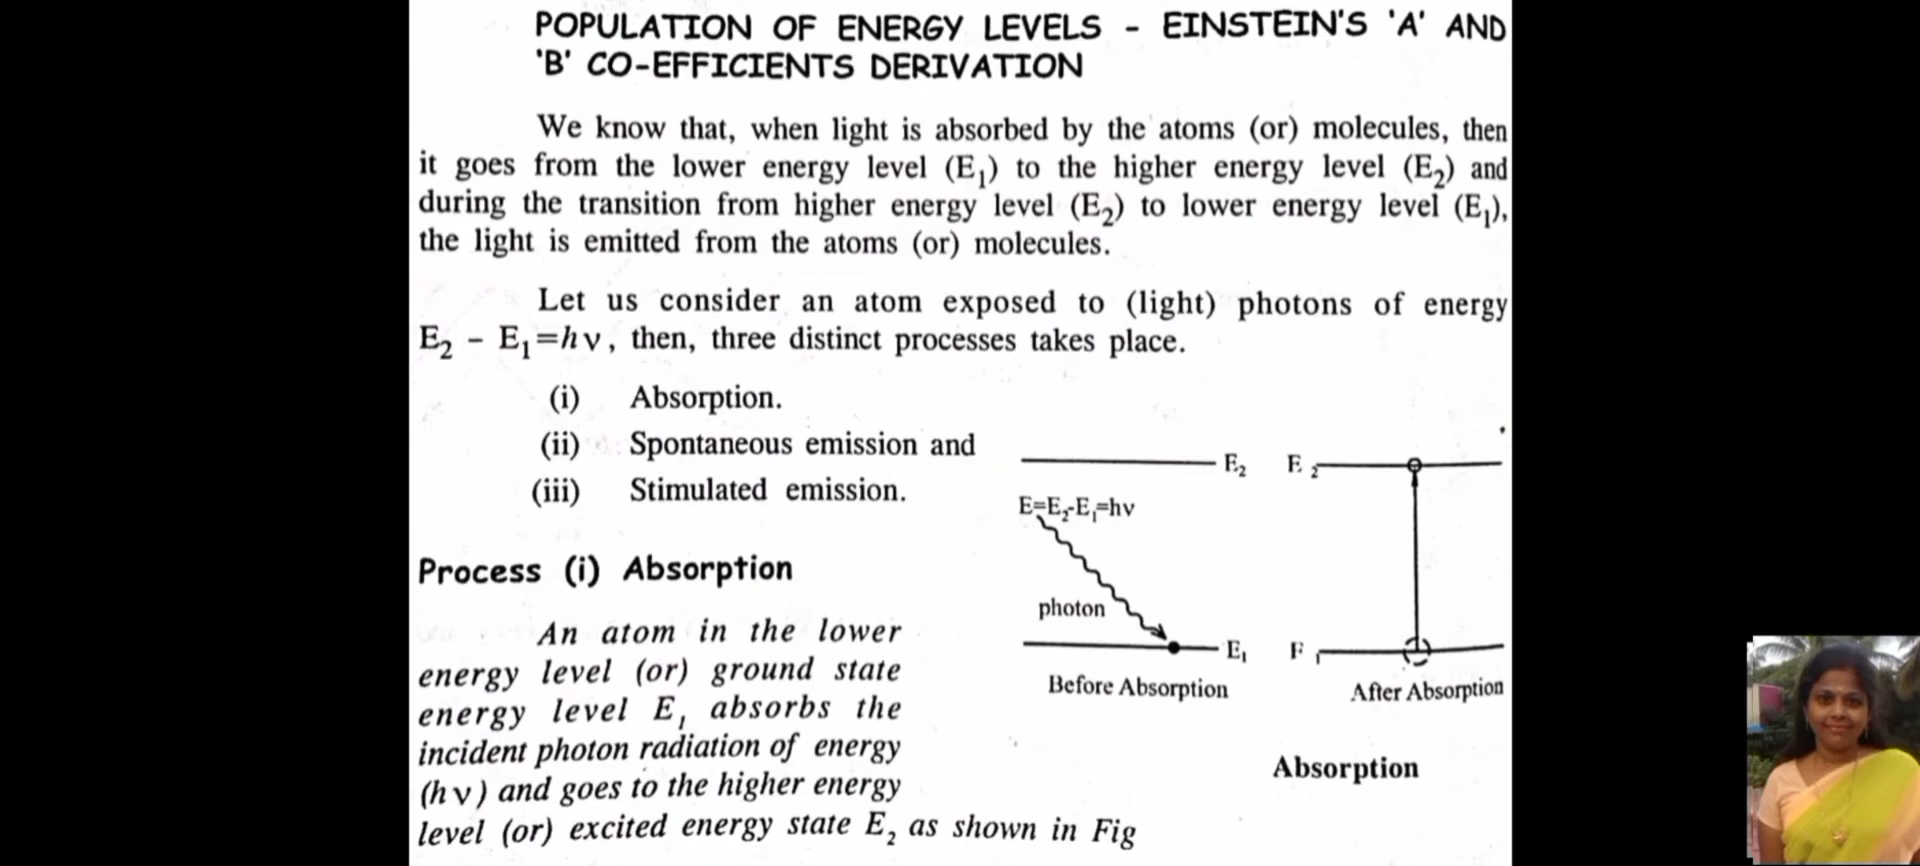 POPULATION OF ENERGY LEVELS - EINSTEIN'S 'A' AND
'B' CO-EFFICIENTS DERIVATION
We know that, when light is absorbed by the atoms (or) molecules, then
it goes from the lower energy level (E₁) to the higher energy level (E₂) and
during the transition from higher energy level (E₂) to lower energy level (E₁),
the light is emitted from the atoms (or) molecules.
Let us consider an atom exposed to (light) photons of energy
E₂ - E₁=hν, then, three distinct processes takes place.
(i) Absorption.
(ii) Spontaneous emission and
(iii) Stimulated emission.
Process (i) Absorption
An atom in the lower
energy level (or) ground state
energy level E₁ absorbs the
incident photon radiation of energy
(hν) and goes to the higher energy
level (or) excited energy state E₂ as shown in Fig
E₂
E=E₂-E₁=hν
photon
E₁
Before Absorption
E₂
E₁
After Absorption
Absorption